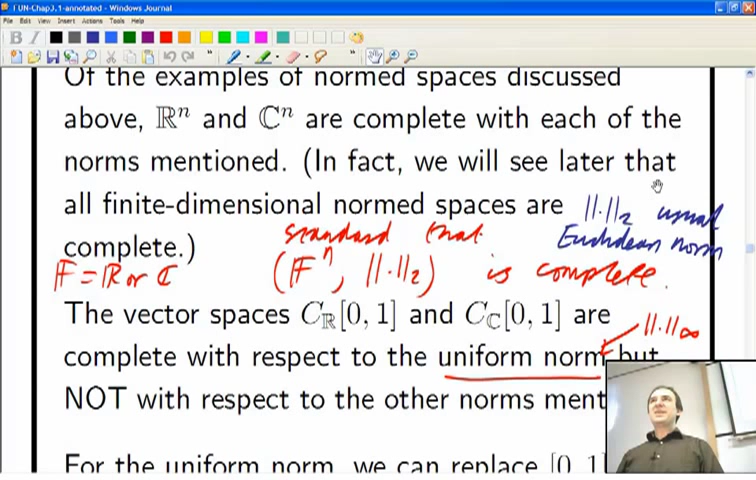 FUN-Chap3.1-annotated - Windows Journal
File Edit View Insert Actions Tools Help
B I
Of the examples of normed spaces discussed
above, ℝⁿ and ℂⁿ are complete with each of the
norms mentioned. (In fact, we will see later that
all finite-dimensional normed spaces are ||.||₂ usual
complete.) standard that Euclidean norm
𝔽 = ℝ or ℂ (𝔽ⁿ, ||.||₂) is complete.
The vector spaces C_ℝ[0, 1] and C_ℂ[0, 1] are
||.||∞
complete with respect to the uniform norm but
NOT with respect to the other norms
For the uniform norm, we can replace [0, 1]